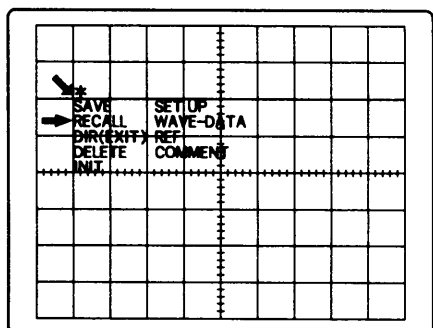 *
SAVE SETUP
RECALL WAVE-DATA
DIR(EXIT) REF
DELETE COMMENT
INIT